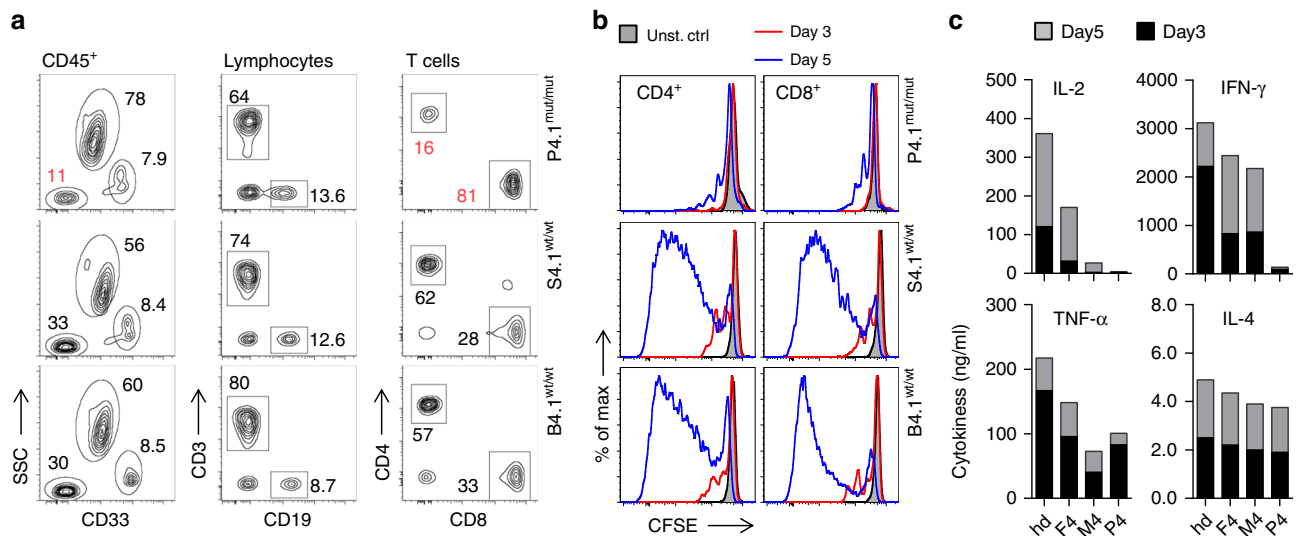 a
CD45+
Lymphocytes
T cells
78
7.9
11
64
13.6
16
81
P4.1mut/mut
56
8.4
33
74
12.6
62
28
S4.1wt/wt
60
8.5
30
80
8.7
57
33
B4.1wt/wt
SSC
CD33
CD3
CD19
CD4
CD8
b
Unst. ctrl
Day 3
Day 5
CD4+
CD8+
P4.1mut/mut
S4.1wt/wt
B4.1wt/wt
% of max
CFSE
c
Day5
Day3
IL-2
500
400
300
200
100
0
IFN-γ
4000
3000
2000
1000
0
TNF-α
300
200
100
0
IL-4
8.0
6.0
4.0
2.0
0.0
Cytokiness (ng/ml)
hd
F4
M4
P4
hd
F4
M4
P4